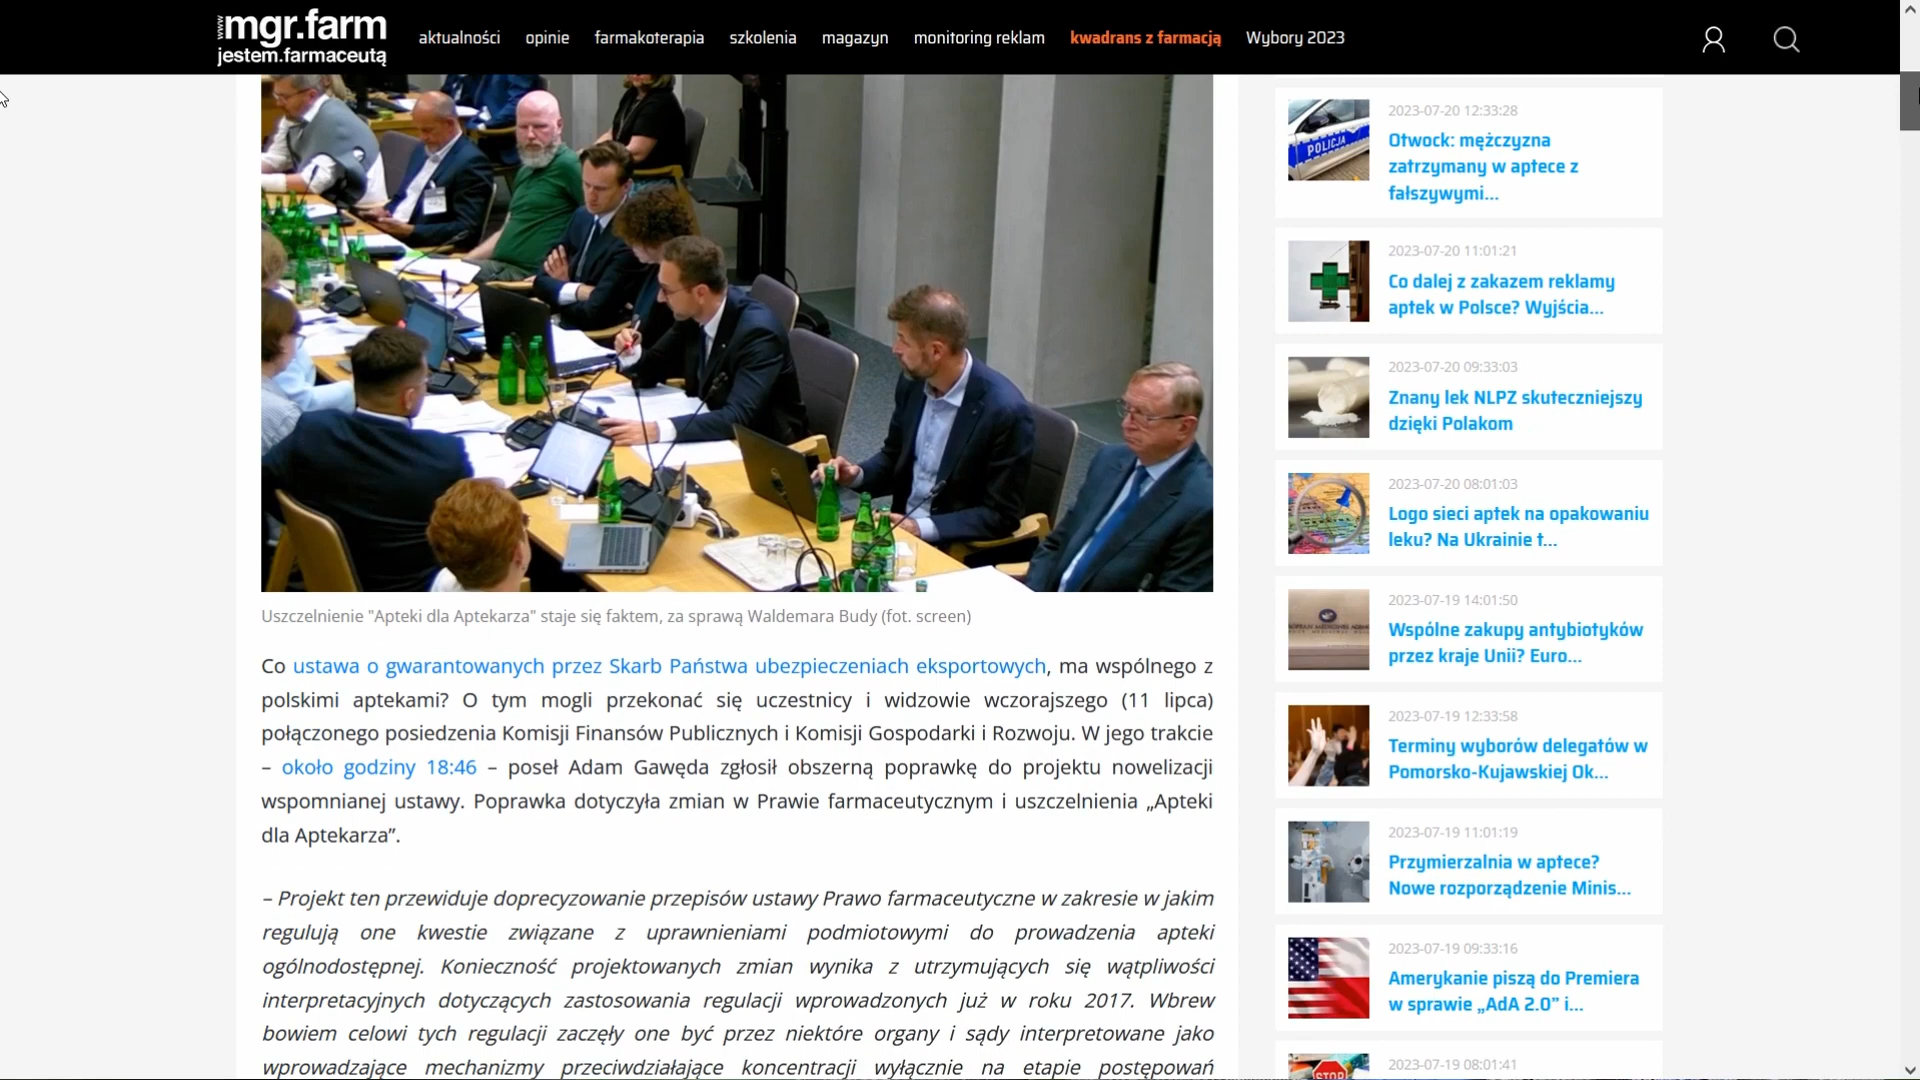 www.mgr.farm
jestem.farmaceutą
aktualności opinie farmakoterapia szkolenia magazyn monitoring reklam kwadrans z farmacją Wybory 2023
Uszczelnienie "Apteki dla Aptekarza" staje się faktem, za sprawą Waldemara Budy (fot. screen)
Co ustawa o gwarantowanych przez Skarb Państwa ubezpieczeniach eksportowych, ma wspólnego z
polskimi aptekami? O tym mogli przekonać się uczestnicy i widzowie wczorajszego (11 lipca)
połączonego posiedzenia Komisji Finansów Publicznych i Komisji Gospodarki i Rozwoju. W jego trakcie
– około godziny 18:46 – poseł Adam Gawęda zgłosił obszerną poprawkę do projektu nowelizacji
wspomnianej ustawy. Poprawka dotyczyła zmian w Prawie farmaceutycznym i uszczelnienia „Apteki
dla Aptekarza”.
– Projekt ten przewiduje doprecyzowanie przepisów ustawy Prawo farmaceutyczne w zakresie w jakim
regulują one kwestie związane z uprawnieniami podmiotowymi do prowadzenia apteki
ogólnodostępnej. Konieczność projektowanych zmian wynika z utrzymujących się wątpliwości
interpretacyjnych dotyczących zastosowania regulacji wprowadzonych już w roku 2017. Wbrew
bowiem celowi tych regulacji zaczęły one być przez niektóre organy i sądy interpretowane jako
wprowadzające mechanizmy przeciwdziałające koncentracji wyłącznie na etapie postępowań
POLICJA
2023-07-20 12:33:28
Otwock: mężczyzna
zatrzymany w aptece z
fałszywymi...
2023-07-20 11:01:21
Co dalej z zakazem reklamy
aptek w Polsce? Wyjścia...
2023-07-20 09:33:03
Znany lek NLPZ skuteczniejszy
dzięki Polakom
2023-07-20 08:01:03
Logo sieci aptek na opakowaniu
leku? Na Ukrainie t...
2023-07-19 14:01:50
Wspólne zakupy antybiotyków
przez kraje Unii? Euro...
2023-07-19 12:33:58
Terminy wyborów delegatów w
Pomorsko-Kujawskiej Ok...
2023-07-19 11:01:19
Przymierzalnia w aptece?
Nowe rozporządzenie Minis...
2023-07-19 09:33:16
Amerykanie piszą do Premiera
w sprawie „AdA 2.0” i...
STOP
2023-07-19 08:01:41